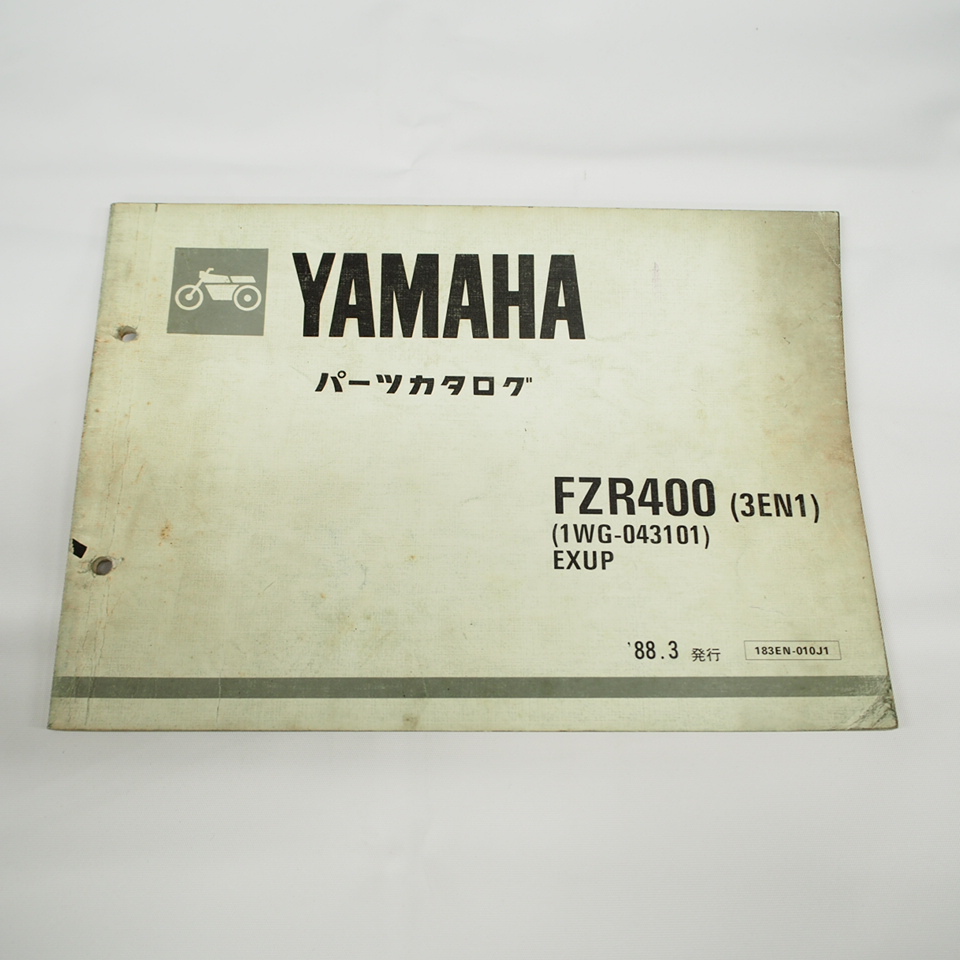 YAMAHA
パーツカタログ
FZR400 (3EN1)
(1WG-043101)
EXUP
'88.3 発行 183EN-010J1